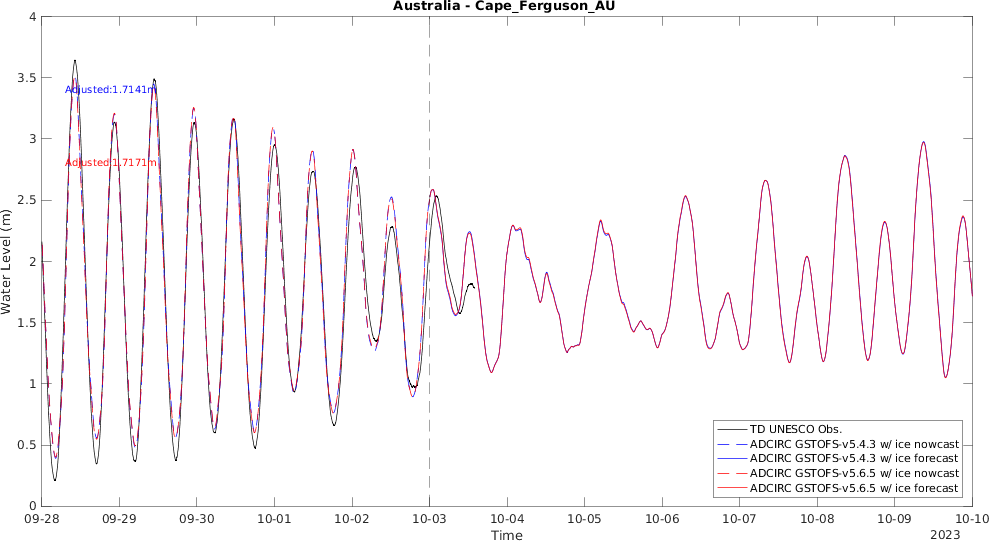 Australia - Cape_Ferguson_AU
4
3.5
3
2.5
2
1.5
1
0.5
0
Water Level (m)
Adjusted:1.7141m
Adjusted:1.7171m
TD UNESCO Obs.
ADCIRC GSTOFS-v5.4.3 w/ ice nowcast
ADCIRC GSTOFS-v5.4.3 w/ ice forecast
ADCIRC GSTOFS-v5.6.5 w/ ice nowcast
ADCIRC GSTOFS-v5.6.5 w/ ice forecast
09-28 09-29 09-30 10-01 10-02 10-03 10-04 10-05 10-06 10-07 10-08 10-09 10-10
Time
2023